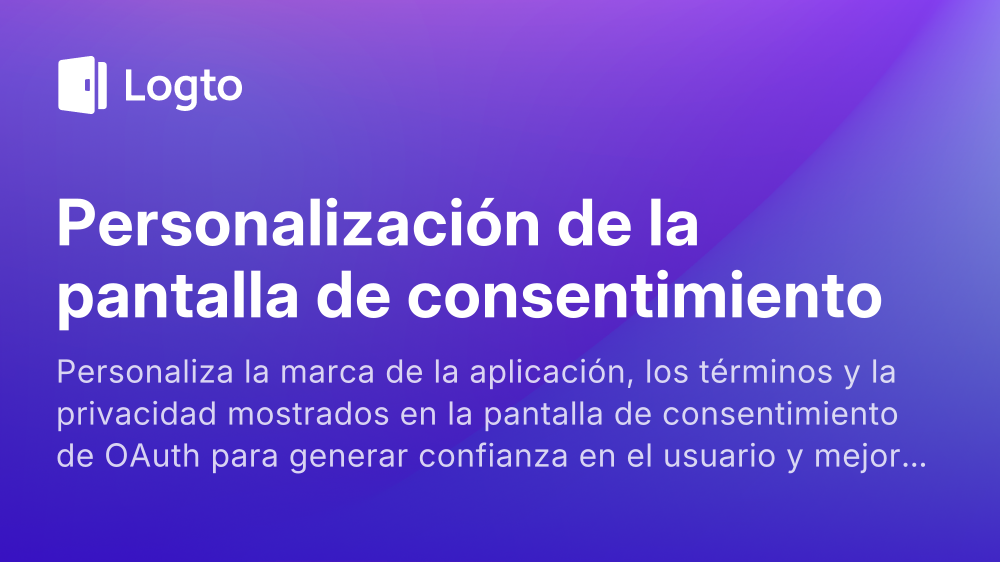 Logto
Personalización de la
pantalla de consentimiento
Personaliza la marca de la aplicación, los términos y la
privacidad mostrados en la pantalla de consentimiento
de OAuth para generar confianza en el usuario y mejor...